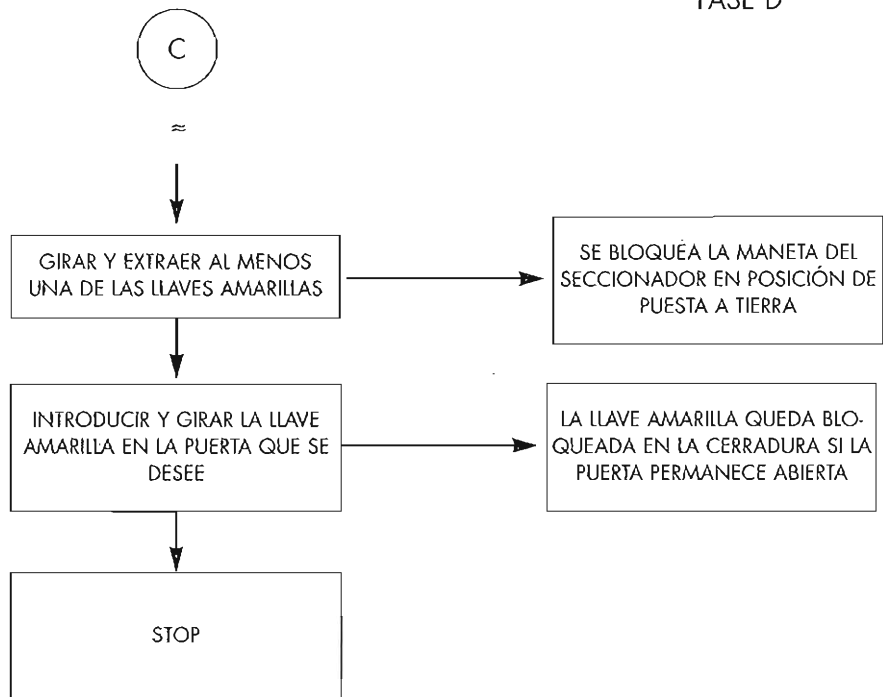 FASE D
C
≈
GIRAR Y EXTRAER AL MENOS
UNA DE LAS LLAVES AMARILLAS
SE BLOQUEA LA MANETA DEL
SECCIONADOR EN POSICIÓN DE
PUESTA A TIERRA
INTRODUCIR Y GIRAR LA LLAVE
AMARILLA EN LA PUERTA QUE SE
DESEE
LA LLAVE AMARILLA QUEDA BLO-
QUEADA EN LA CERRADURA SI LA
PUERTA PERMANECE ABIERTA
STOP